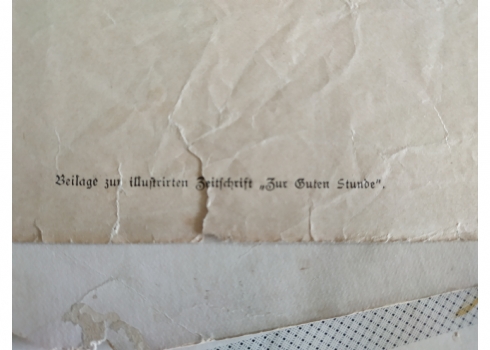 Beilage zur illustrirten Zeitschrift „Zur Guten Stunde“.